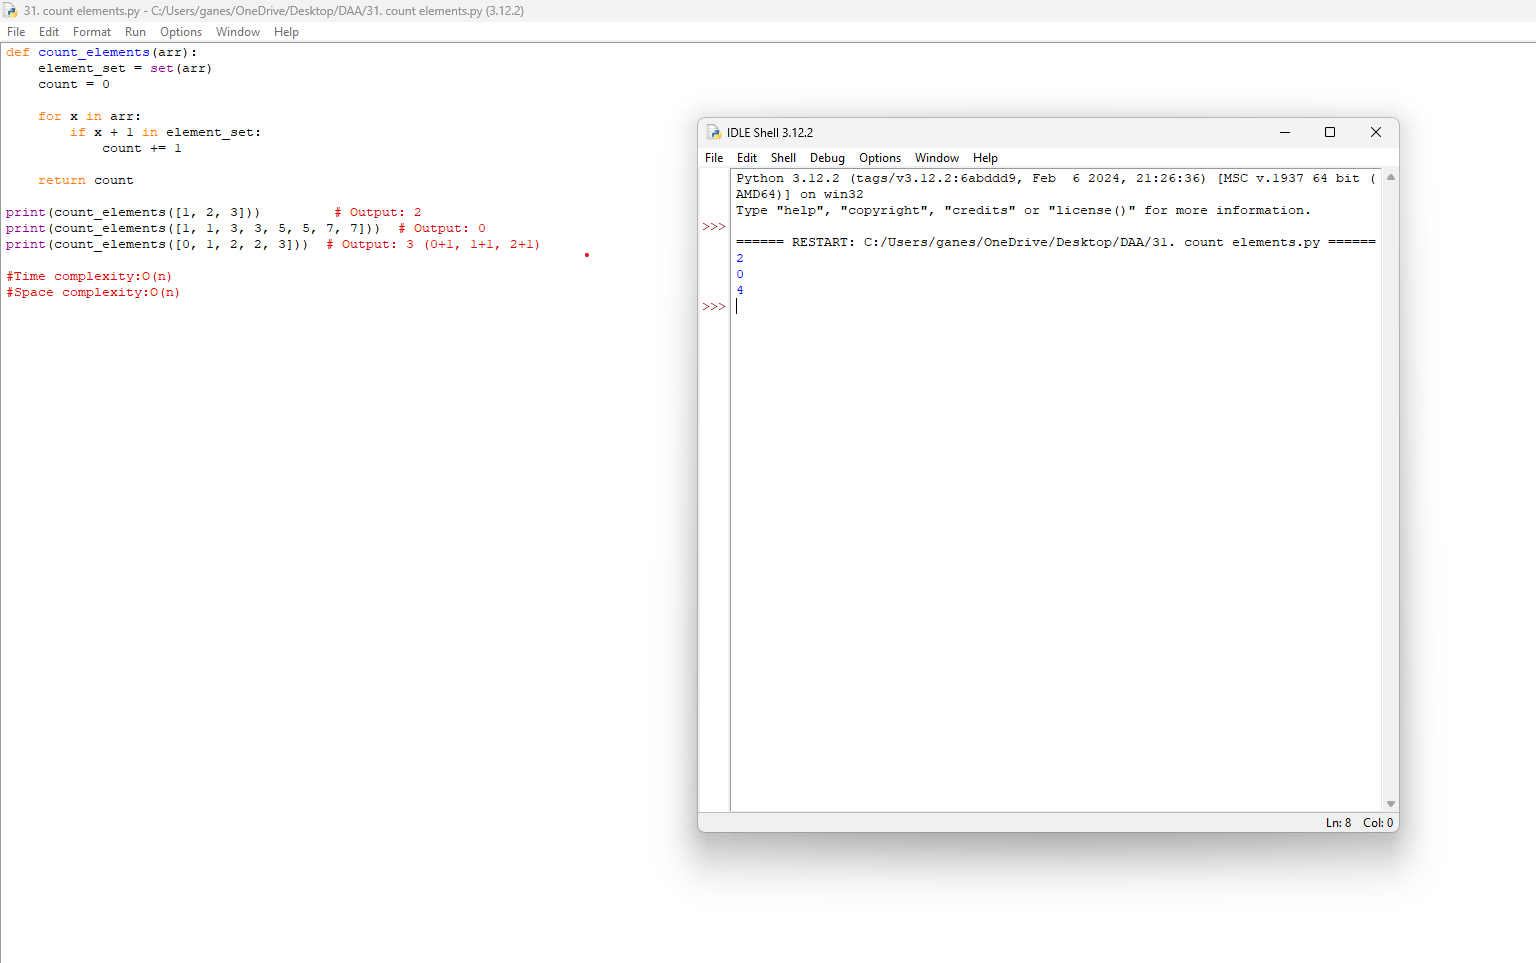 31. count elements.py - C:/Users/ganes/OneDrive/Desktop/DAA/31. count elements.py (3.12.2)
File Edit Format Run Options Window Help
def count_elements(arr):
    element_set = set(arr)
    count = 0
    for x in arr:
        if x + 1 in element_set:
            count += 1
    return count
print(count_elements([1, 2, 3]))         # Output: 2
print(count_elements([1, 1, 3, 3, 5, 5, 7, 7]))  # Output: 0
print(count_elements([0, 1, 2, 2, 3]))  # Output: 3 (0+1, 1+1, 2+1)
#Time complexity:O(n)
#Space complexity:O(n)
IDLE Shell 3.12.2
File Edit Shell Debug Options Window Help
Python 3.12.2 (tags/v3.12.2:6abddd9, Feb  6 2024, 21:26:36) [MSC v.1937 64 bit (
AMD64)] on win32
Type "help", "copyright", "credits" or "license()" for more information.
>>>
====== RESTART: C:/Users/ganes/OneDrive/Desktop/DAA/31. count elements.py ======
2
0
4
>>>
Ln: 8 Col: 0